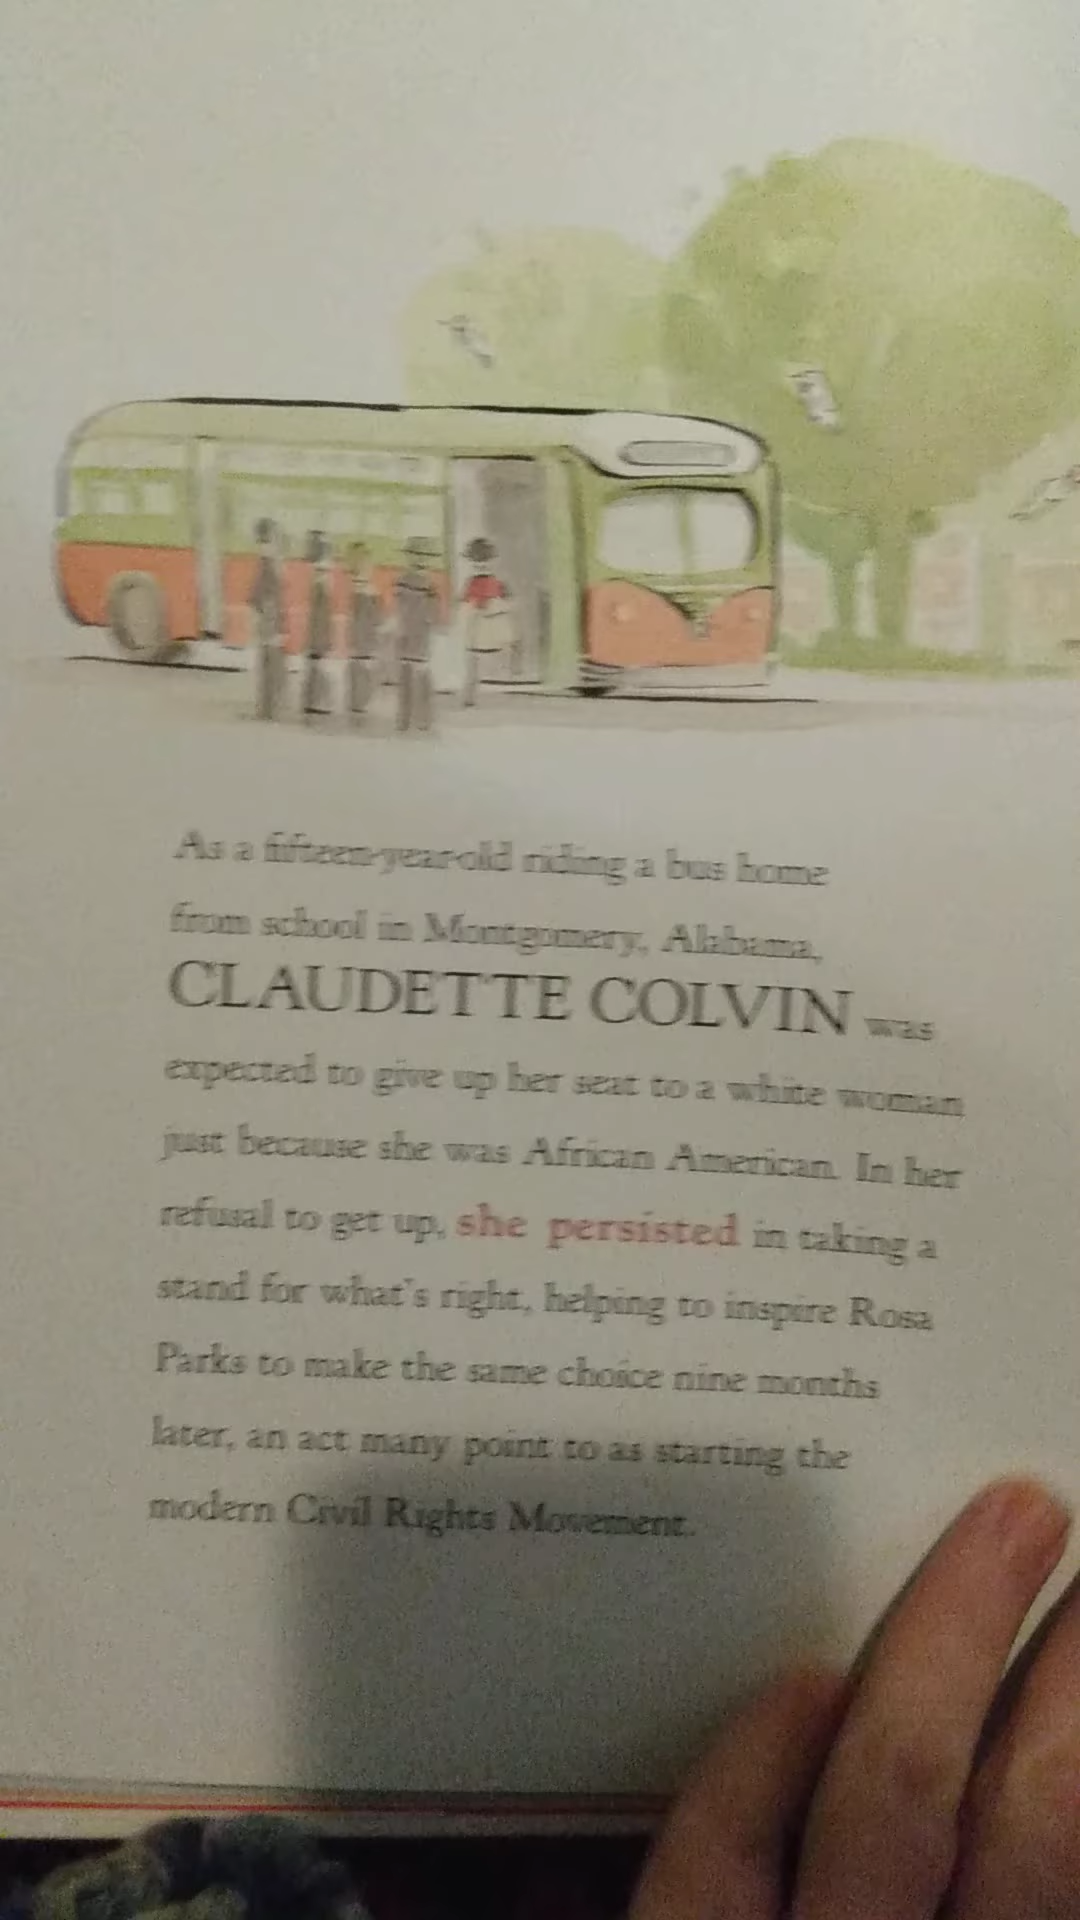 As a fifteen-year-old riding a bus home
from school in Montgomery, Alabama,
CLAUDETTE COLVIN was
expected to give up her seat to a white woman
just because she was African American. In her
refusal to get up, she persisted in taking a
stand for what's right, helping to inspire Rosa
Parks to make the same choice nine months
later, an act many point to as starting the
modern Civil Rights Movement.